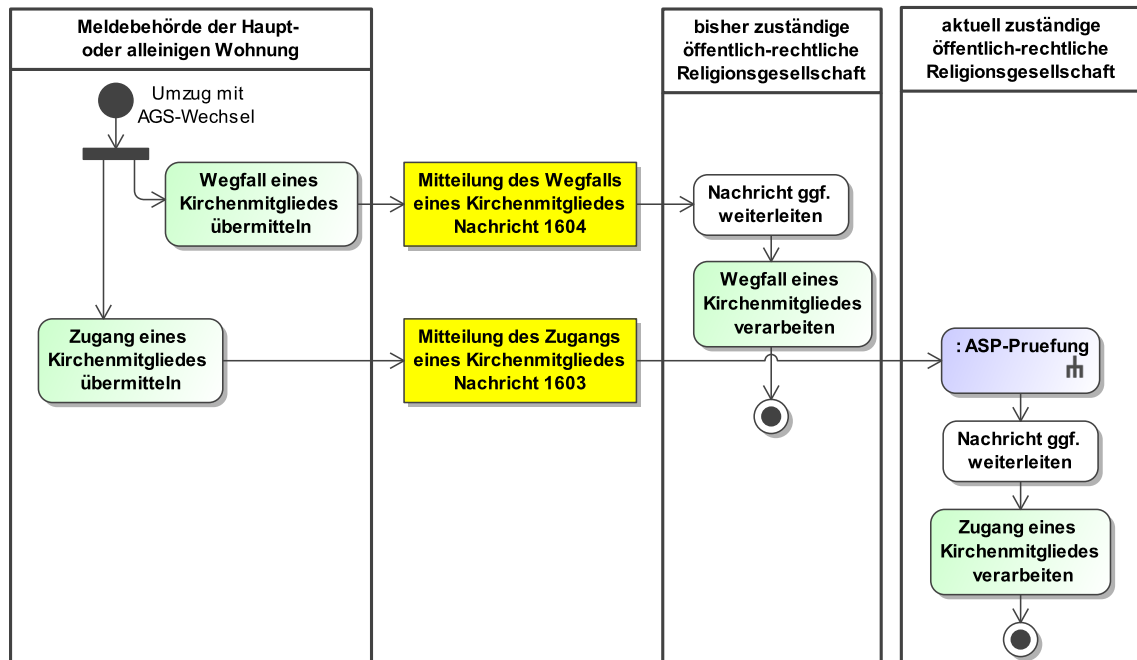 Meldebehörde der Haupt-
oder alleinigen Wohnung
bisher zuständige
öffentlich-rechtliche
Religionsgesellschaft
aktuell zuständige
öffentlich-rechtliche
Religionsgesellschaft
Umzug mit
AGS-Wechsel
Wegfall eines
Kirchenmitgliedes
übermitteln
Mitteilung des Wegfalls
eines Kirchenmitgliedes
Nachricht 1604
Nachricht ggf.
weiterleiten
Wegfall eines
Kirchenmitgliedes
verarbeiten
Zugang eines
Kirchenmitgliedes
übermitteln
Mitteilung des Zugangs
eines Kirchenmitgliedes
Nachricht 1603
: ASP-Pruefung
Nachricht ggf.
weiterleiten
Zugang eines
Kirchenmitgliedes
verarbeiten